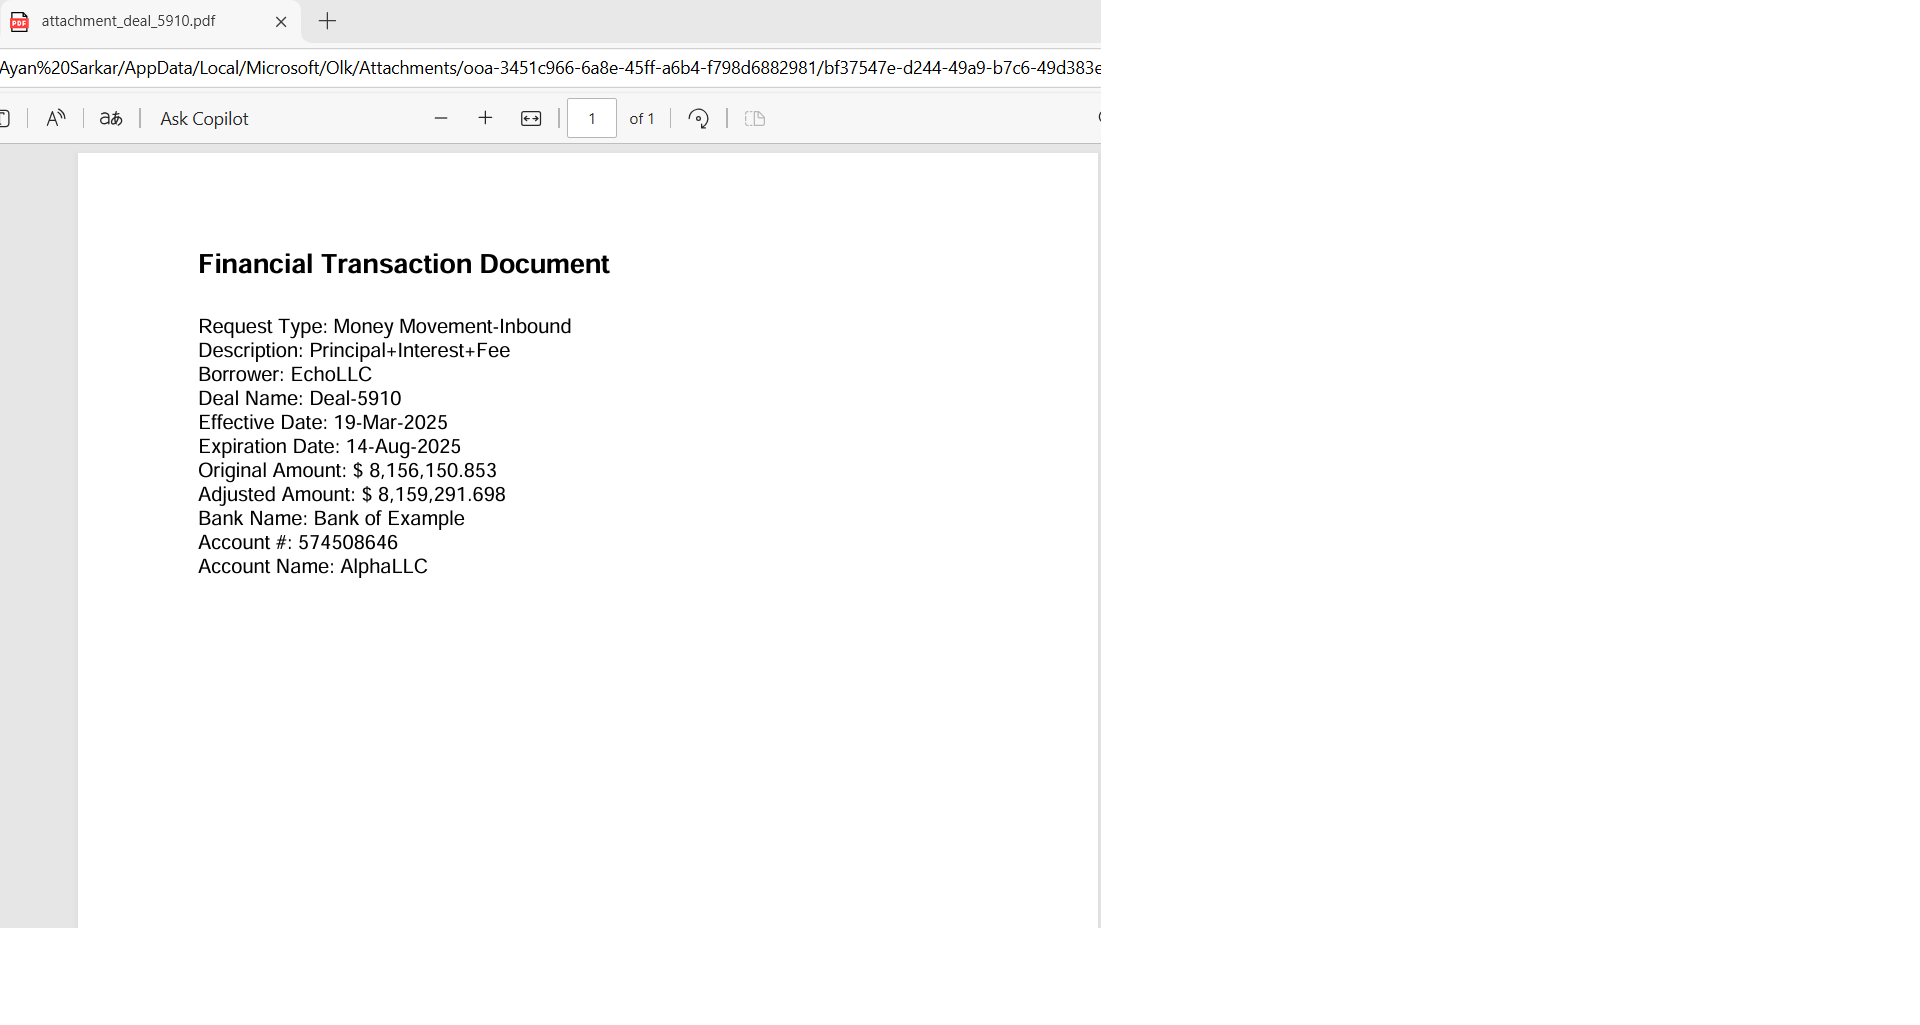 attachment_deal_5910.pdf
Ayan%20Sarkar/AppData/Local/Microsoft/Olk/Attachments/ooa-3451c966-6a8e-45ff-a6b4-f798d6882981/bf37547e-d244-49a9-b7c6-49d383e
aあ Ask Copilot 1 of 1
Financial Transaction Document
Request Type: Money Movement-Inbound
Description: Principal+Interest+Fee
Borrower: EchoLLC
Deal Name: Deal-5910
Effective Date: 19-Mar-2025
Expiration Date: 14-Aug-2025
Original Amount: $ 8,156,150.853
Adjusted Amount: $ 8,159,291.698
Bank Name: Bank of Example
Account #: 574508646
Account Name: AlphaLLC